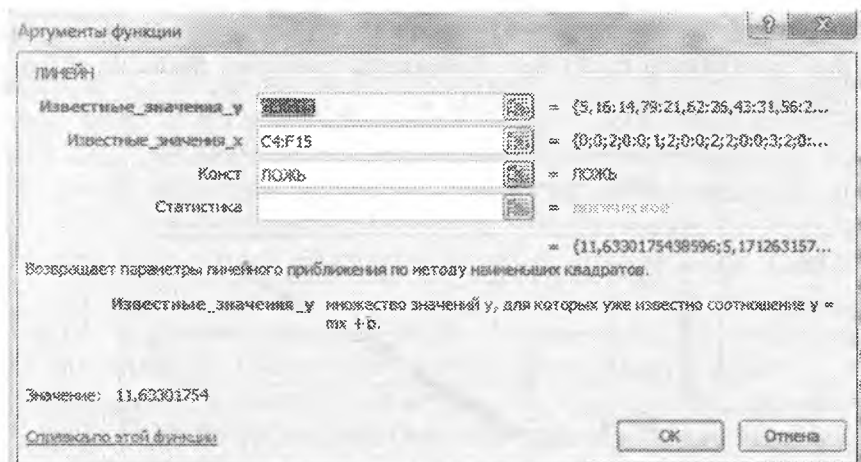 Аргументы функции
ЛИНЕЙН
Известные_значения_y = {5,16:14,79:21,62:26,43:31,56:2...
Известные_значения_x C4:F15 = {0;0;2;0:0;1;2;0:0;2;2;0:0;3;2;0:...
Конст ЛОЖЬ = ЛОЖЬ
Статистика = логическое
= {11,6330175438596;5,171263157...
Возвращает параметры линейного приближения по методу наименьших квадратов.
Известные_значения_y множество значений y, для которых уже известно соотношение y =
mx + b.
Значение: 11,63301754
Справка по этой функции ОК Отмена